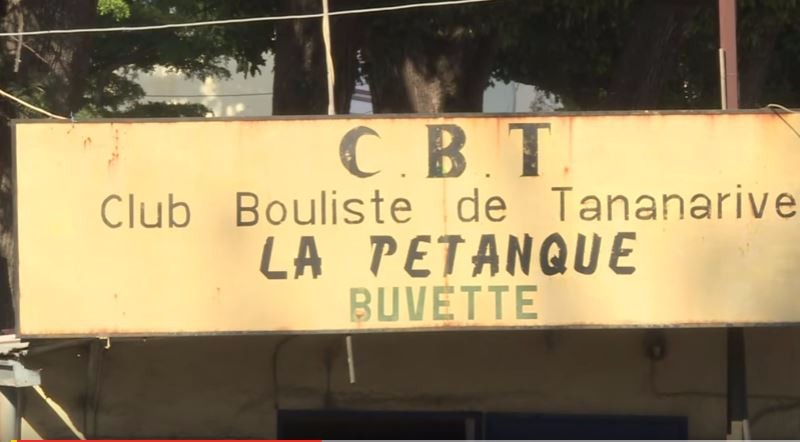 C.B.T
Club Bouliste de Tananarive
LA PETANQUE
BUVETTE